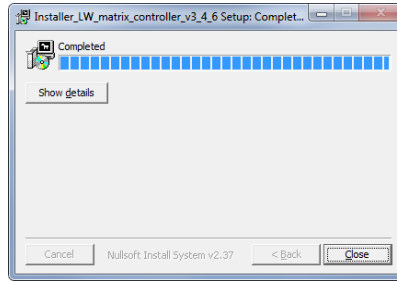 Installer_LW_matrix_controller_v3_4_6 Setup: Complet...
Completed
Show details
Cancel
Nullsoft Install System v2.37
< Back
Close